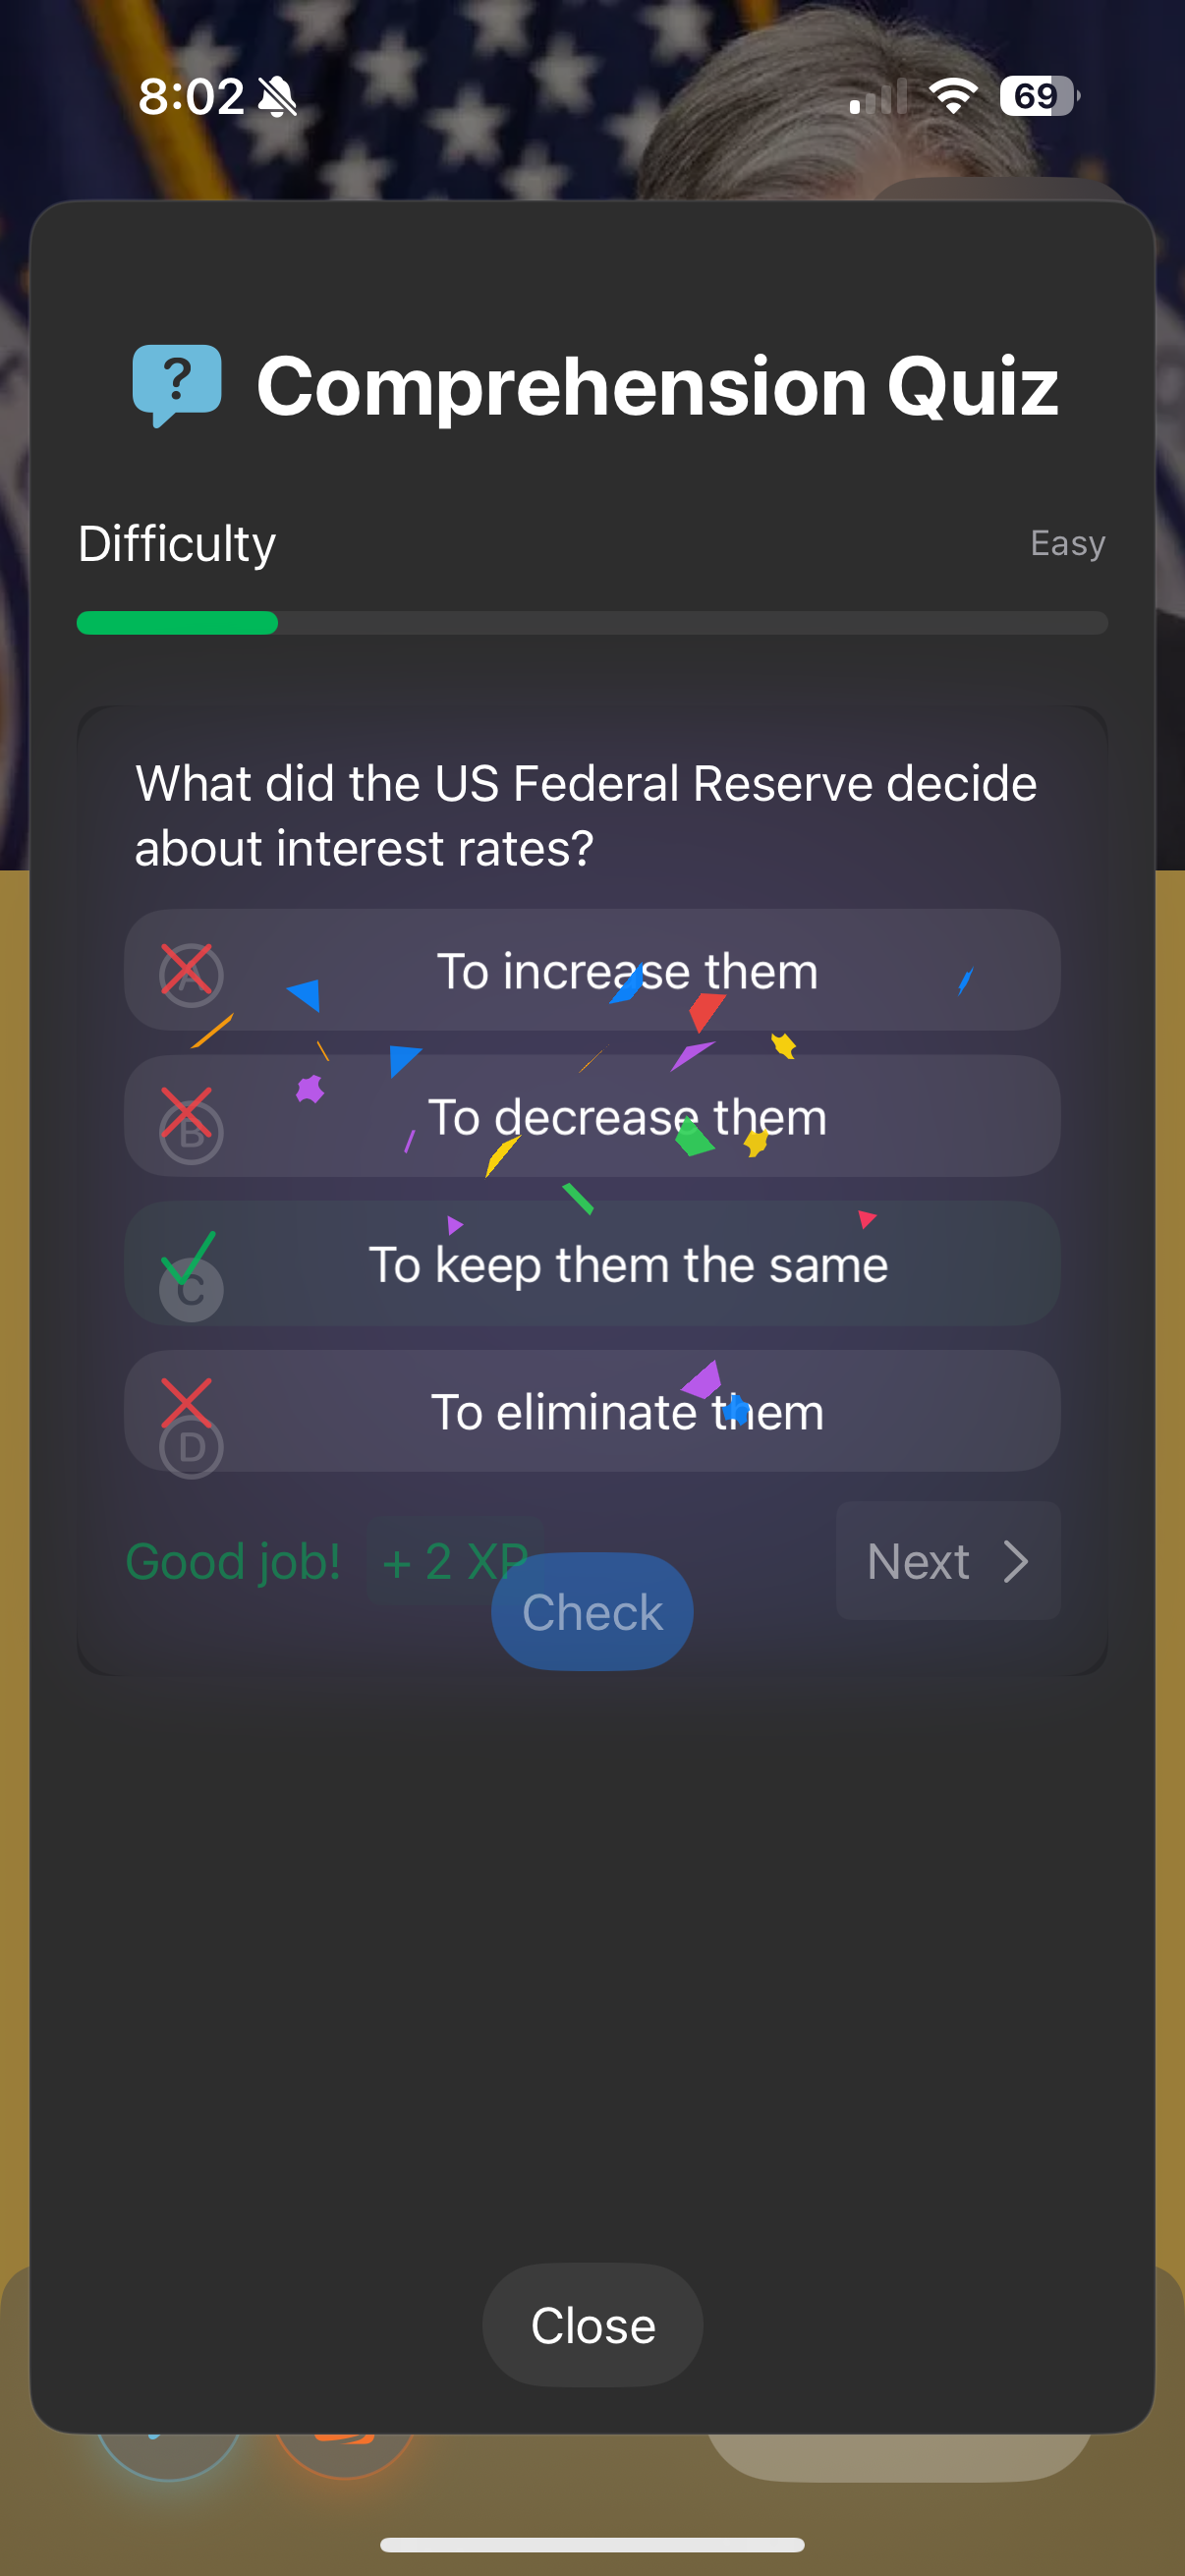 8:02
69
? Comprehension Quiz
Difficulty
Easy
What did the US Federal Reserve decide
about interest rates?
A To increase them
B To decrease them
C To keep them the same
D To eliminate them
Good job! + 2 XP
Next
Check
Close